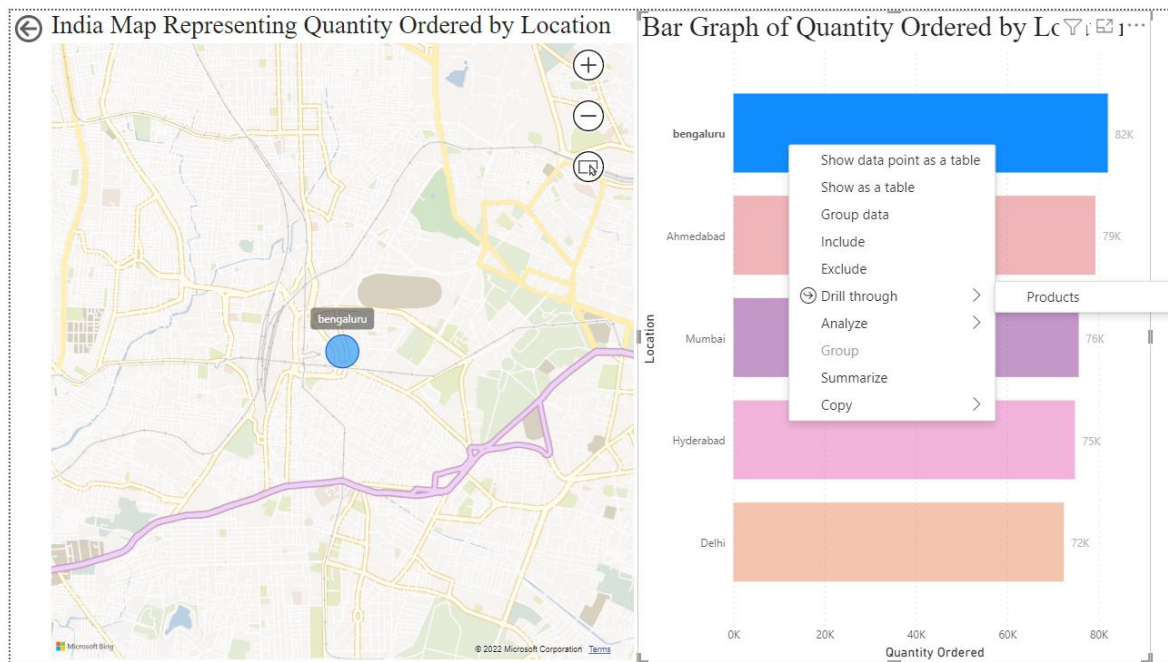 India Map Representing Quantity Ordered by Location
bengaluru
Microsoft Bing
© 2022 Microsoft Corporation Terms
Bar Graph of Quantity Ordered by
bengaluru
82K
Ahmedabad
79K
Mumbai
76K
Hyderabad
75K
Delhi
72K
Location
0K 20K 40K 60K 80K
Quantity Ordered
Show data point as a table
Show as a table
Group data
Include
Exclude
Drill through
Products
Analyze
Group
Summarize
Copy